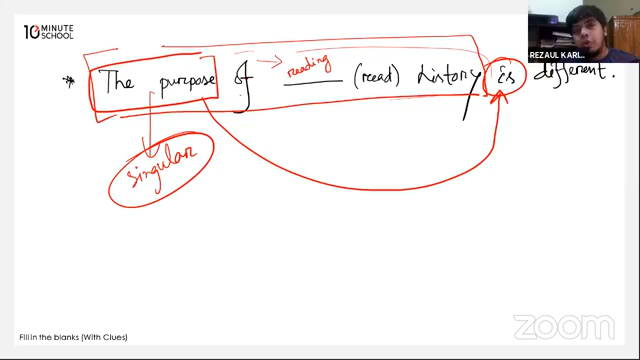 10 MINUTE SCHOOL
REZAUL KARI...
reading
* The purpose of ____ (read) history is different.
singular
zoom
Fill in the blanks (With Clues)